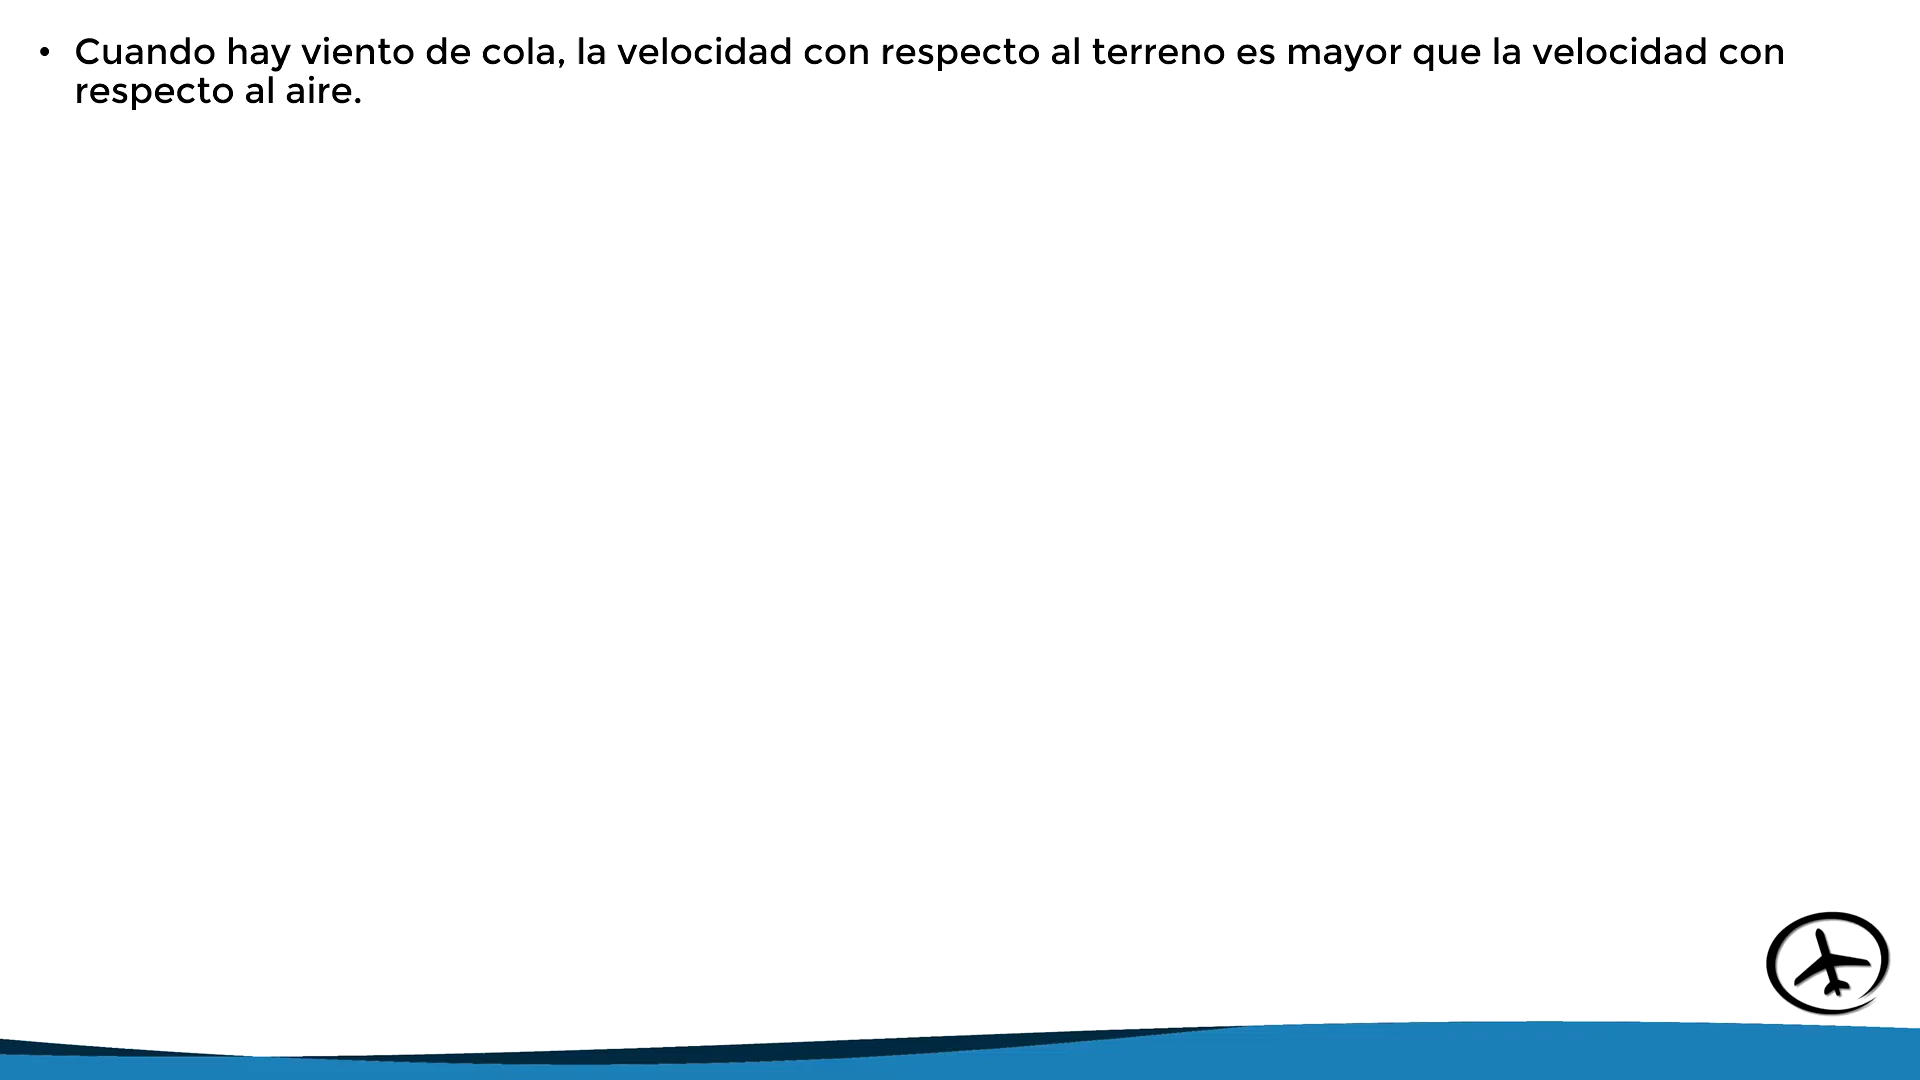 • Cuando hay viento de cola, la velocidad con respecto al terreno es mayor que la velocidad con
respecto al aire.